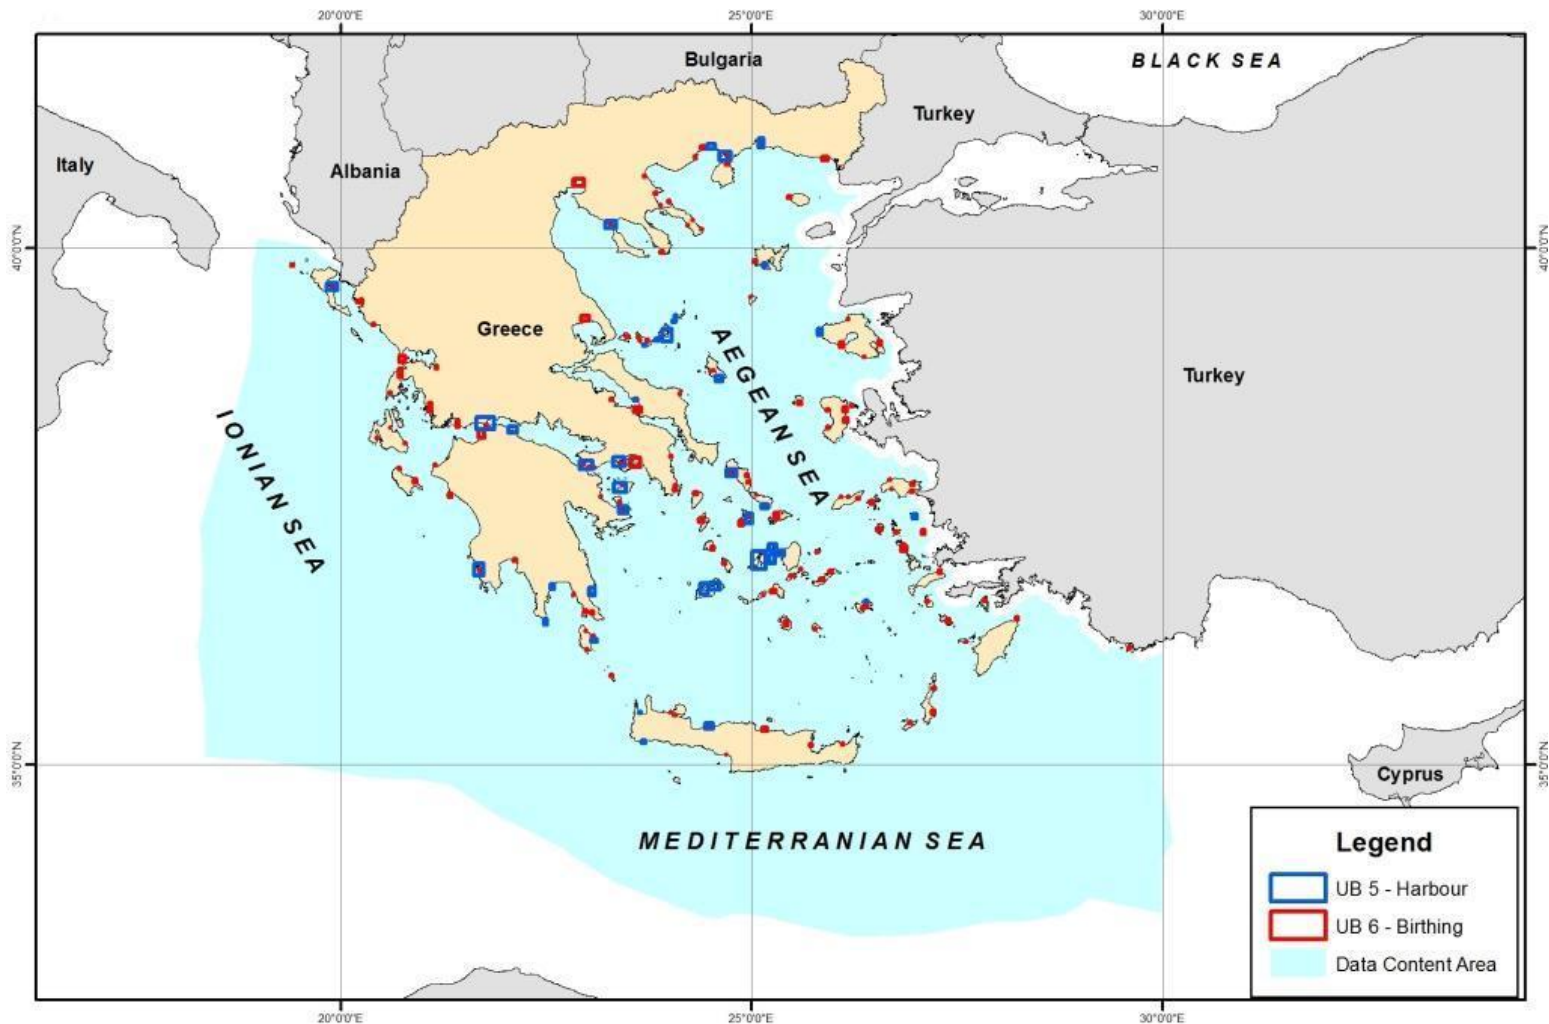 20°0'0"E 25°0'0"E 30°0'0"E
BLACK SEA
Bulgaria
Turkey
Italy
Albania
40°0'0"N 40°0'0"N
Greece
AEGEAN SEA
Turkey
IONIAN SEA
35°0'0"N 35°0'0"N
Cyprus
MEDITERRANIAN SEA
Legend
UB 5 - Harbour
UB 6 - Birthing
Data Content Area
20°0'0"E 25°0'0"E 30°0'0"E